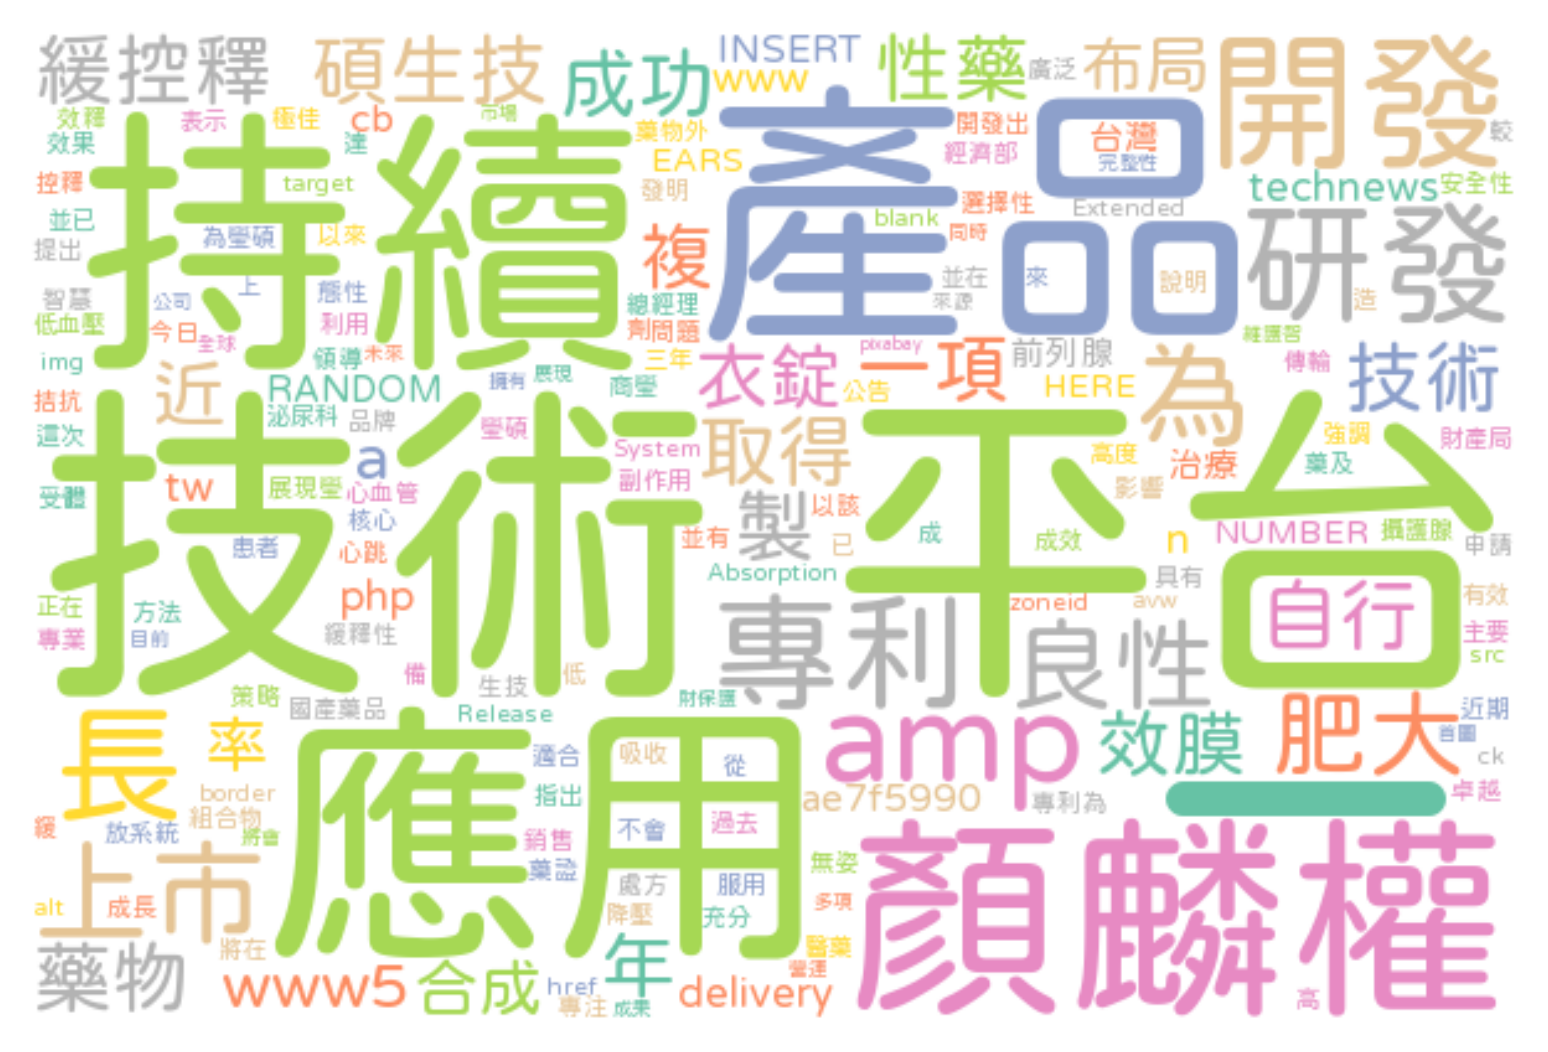 緩控釋 碩生技 成功 INSERT www 性藥 廣泛 布局 開發
效釋 表示 極佳 cb 市場 藥物外 開發出 台灣 較
效果 達 EARS 經濟部 完整性
控釋 target 發明 選擇性 Extended technews 安全性
持續 產品
並已 為瑩碩 以來 複 blank 同時 研發
提出 上 態性 並在 來 說明
智慧 公司 總經理 來源 造
低血壓 今日 利用 劑問題 維護智
img 全球 領導 未來 三年 衣錠 pixabay 一項 前列腺 為 傳輸 技術
近 RANDOM 擁有 展現 商瑩 公告 HERE
拮抗 泌尿科 品牌 瑩碩 取得 強調 財產局
這次 a System 高度 治療 藥及
技術 平台
受體 tw 展現瑩 心血管 副作用 製 以該 影響
核心 並有 已 成 成效 n NUMBER 攝護腺 申請
患者 心跳 Absorption 具有
正在 方法 php zoneid avw 自行 有效
專業 目前 緩釋性 專利 良性 主要
src
備 生技 低
策略 國產藥品 Release 財保護 近期
長 率 適合 吸收 從 amp 效膜 肥大 首圖
應用 ck
border 指出 ae7f5990 專利為 卓越
緩 放系統 組合物 將會 銷售 不會 過去
上市 藥證 處方 服用 無姿 顏麟權
alt 成長 降壓 充分 多項
藥物 將在 年 醫藥
www5 合成 href 專注 成果 delivery 營運 高